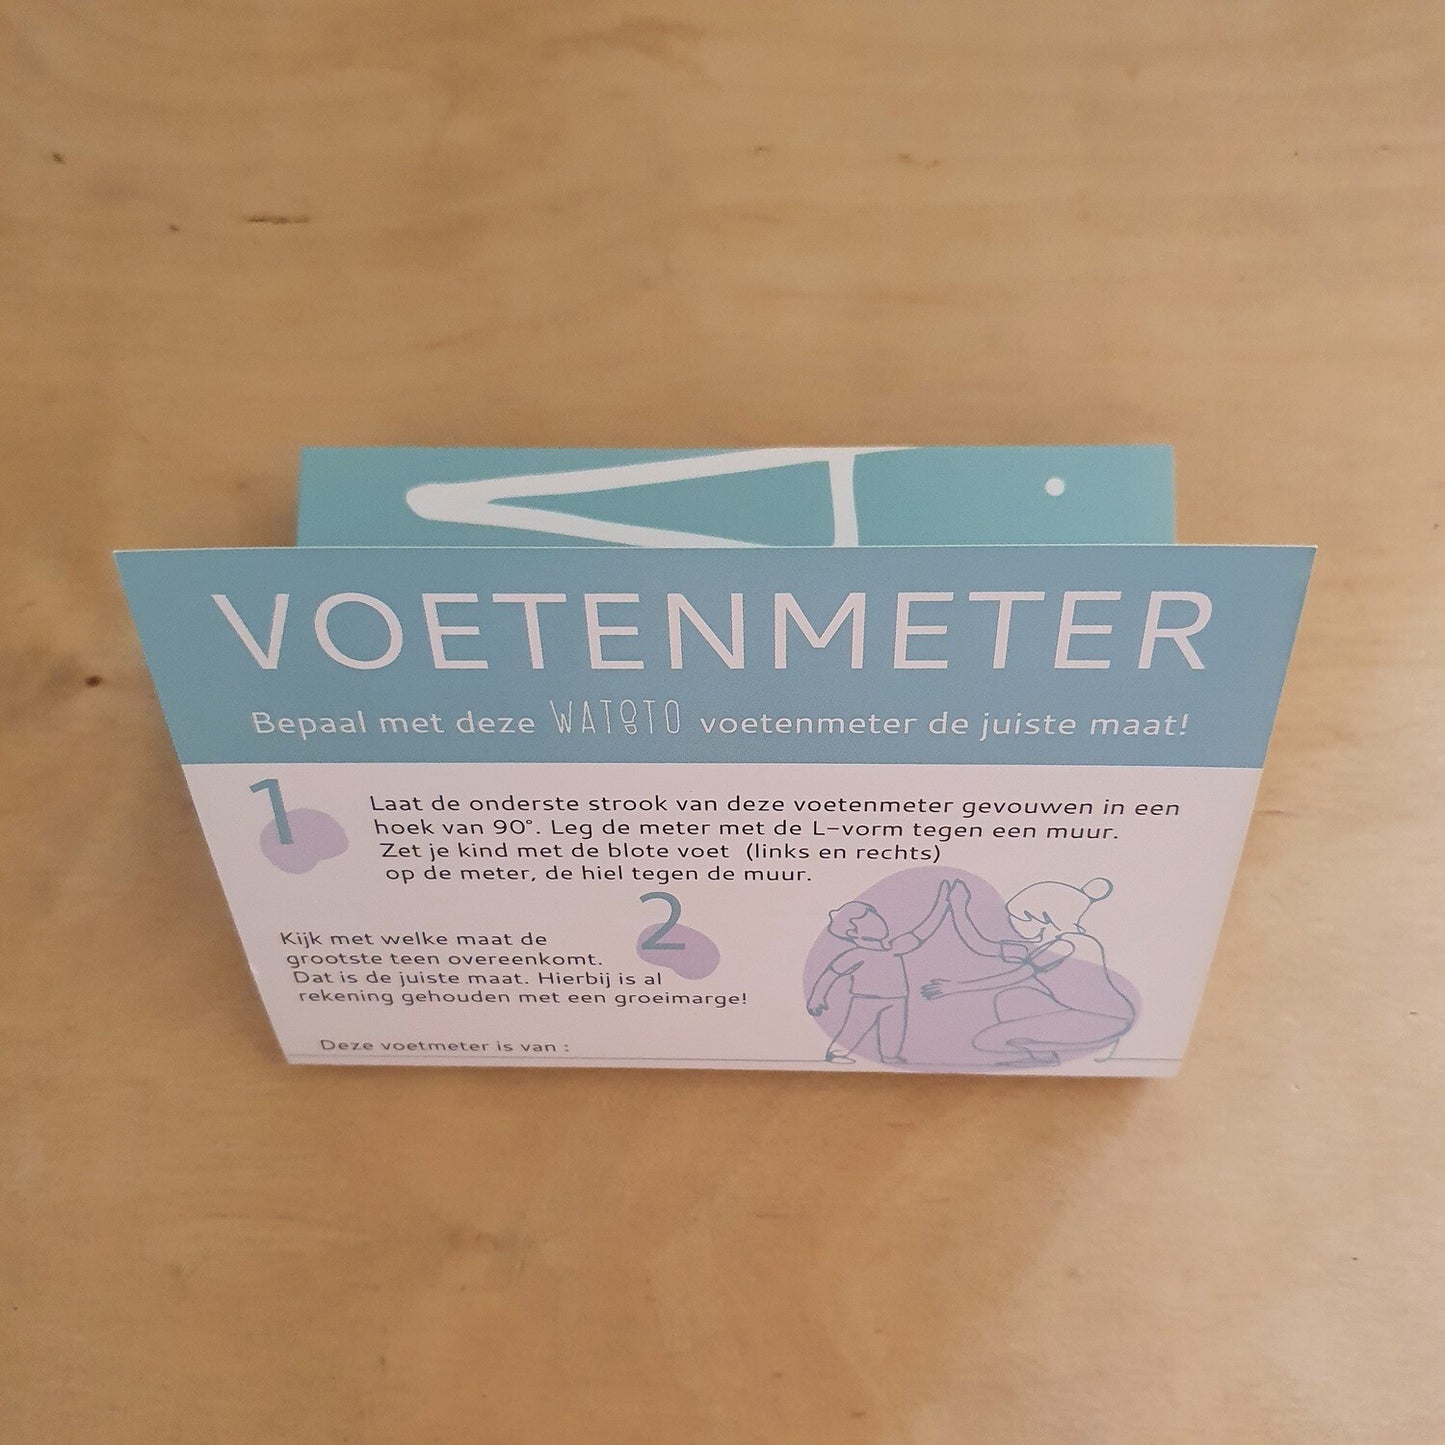 VOETENMETER
Bepaal met deze WATOTO voetenmeter de juiste maat!
1
Laat de onderste strook van deze voetenmeter gevouwen in een
hoek van 90°. Leg de meter met de L-vorm tegen een muur.
Zet je kind met de blote voet (links en rechts)
op de meter, de hiel tegen de muur.
2
Kijk met welke maat de
grootste teen overeenkomt.
Dat is de juiste maat. Hierbij is al
rekening gehouden met een groeimarge!
Deze voetmeter is van :